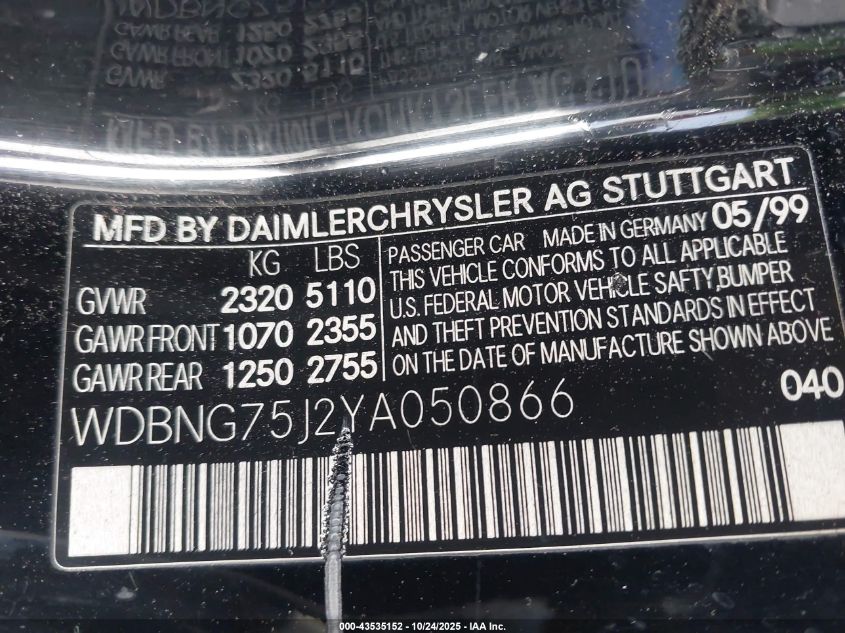 MFD BY DAIMLERCHRYSLER AG STUTTGART
KG LBS
GVWR 2320 5110
GAWR FRONT 1070 2355
GAWR REAR 1250 2755
PASSENGER CAR MADE IN GERMANY 05/99
THIS VEHICLE CONFORMS TO ALL APPLICABLE
U.S. FEDERAL MOTOR VEHICLE SAFTY,BUMPER
AND THEFT PREVENTION STANDARDS IN EFFECT
ON THE DATE OF MANUFACTURE SHOWN ABOVE
040
WDBNG75J2YA050866
000-43535152 - 10/24/2025 - IAA Inc.